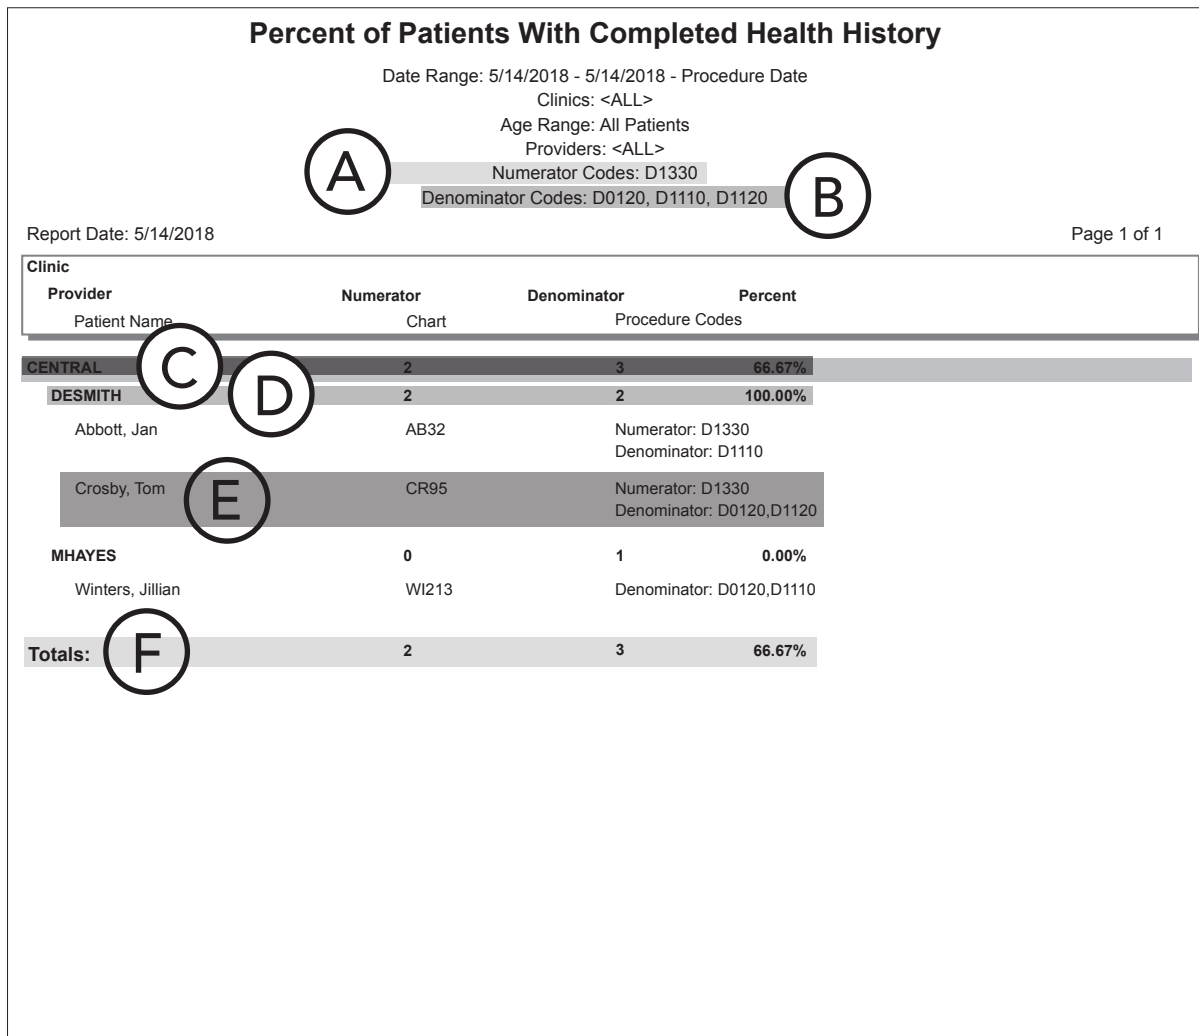 Percent of Patients With Completed Health History
Date Range: 5/14/2018 - 5/14/2018 - Procedure Date
Clinics: <ALL>
Age Range: All Patients
Providers: <ALL>
A Numerator Codes: D1330
Denominator Codes: D0120, D1110, D1120 B
Report Date: 5/14/2018 Page 1 of 1
Clinic
Provider Numerator Denominator Percent
Patient Name Chart Procedure Codes
CENTRAL C 2 3 66.67%
DESMITH D 2 2 100.00%
Abbott, Jan AB32 Numerator: D1330
Denominator: D1110
Crosby, Tom E CR95 Numerator: D1330
Denominator: D0120,D1120
MHAYES 0 1 0.00%
Winters, Jillian WI213 Denominator: D0120,D1110
Totals: F 2 3 66.67%